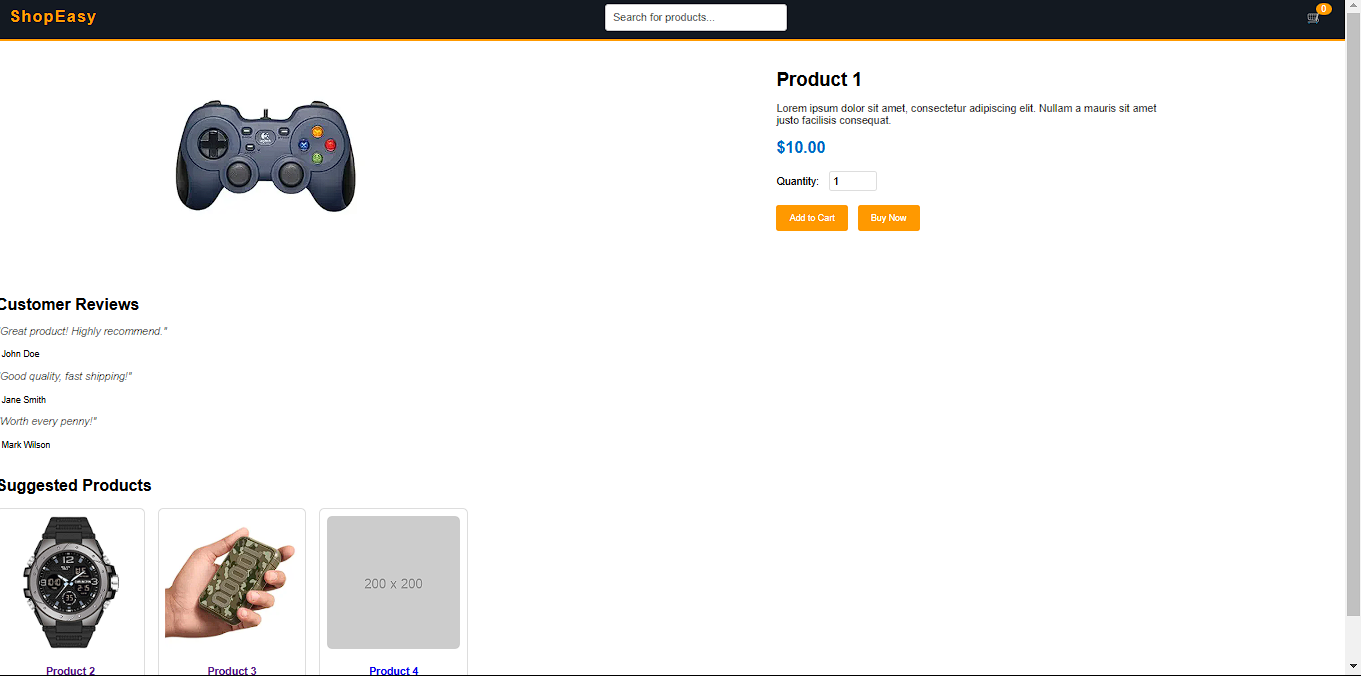 ShopEasy
Search for products...
0
Product 1
Lorem ipsum dolor sit amet, consectetur adipiscing elit. Nullam a mauris sit amet
justo facilisis consequat.
$10.00
Quantity: 1
Add to Cart Buy Now
Customer Reviews
"Great product! Highly recommend."
John Doe
"Good quality, fast shipping!"
Jane Smith
"Worth every penny!"
Mark Wilson
Suggested Products
200 x 200
Product 2 Product 3 Product 4